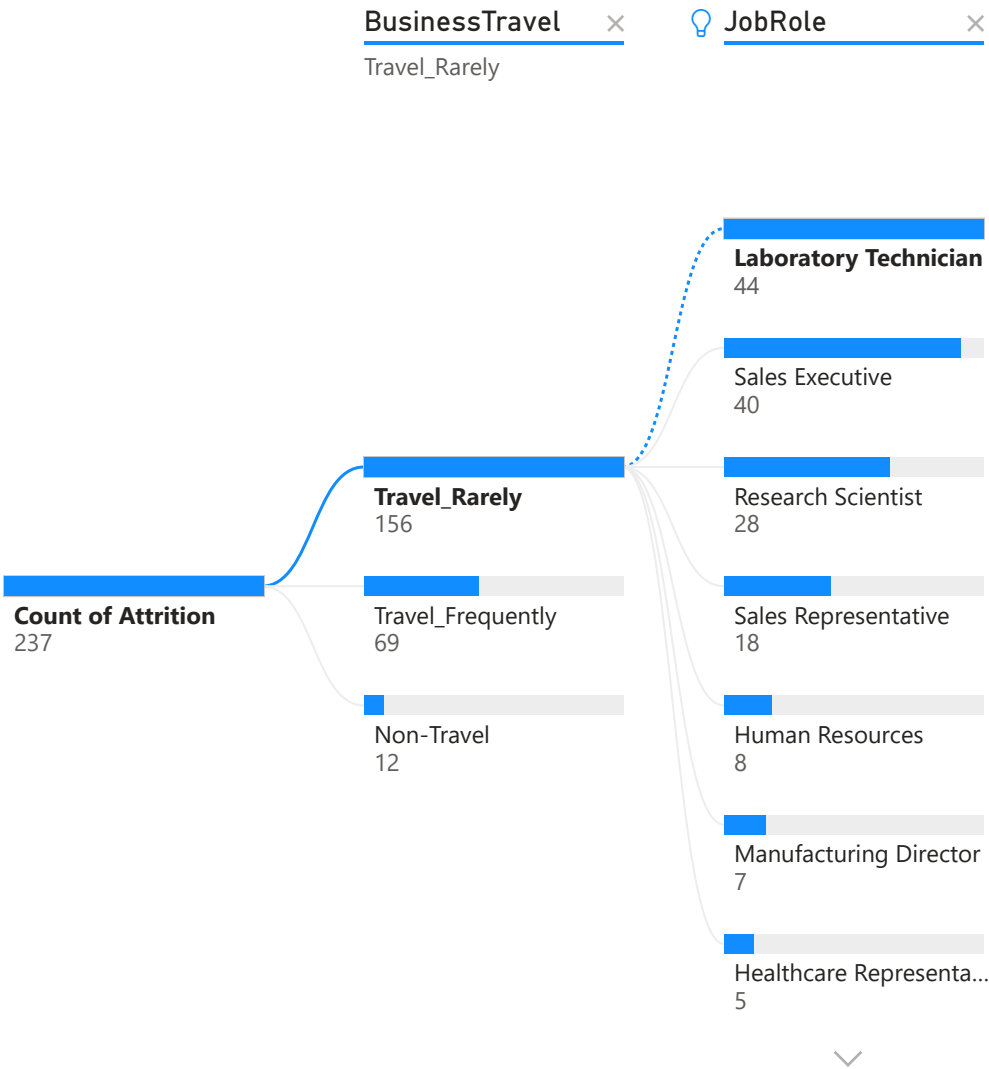 BusinessTravel
JobRole
Travel_Rarely
Laboratory Technician
44
Sales Executive
40
Travel_Rarely
156
Research Scientist
28
Count of Attrition
237
Travel_Frequently
69
Sales Representative
18
Non-Travel
12
Human Resources
8
Manufacturing Director
7
Healthcare Representa...
5